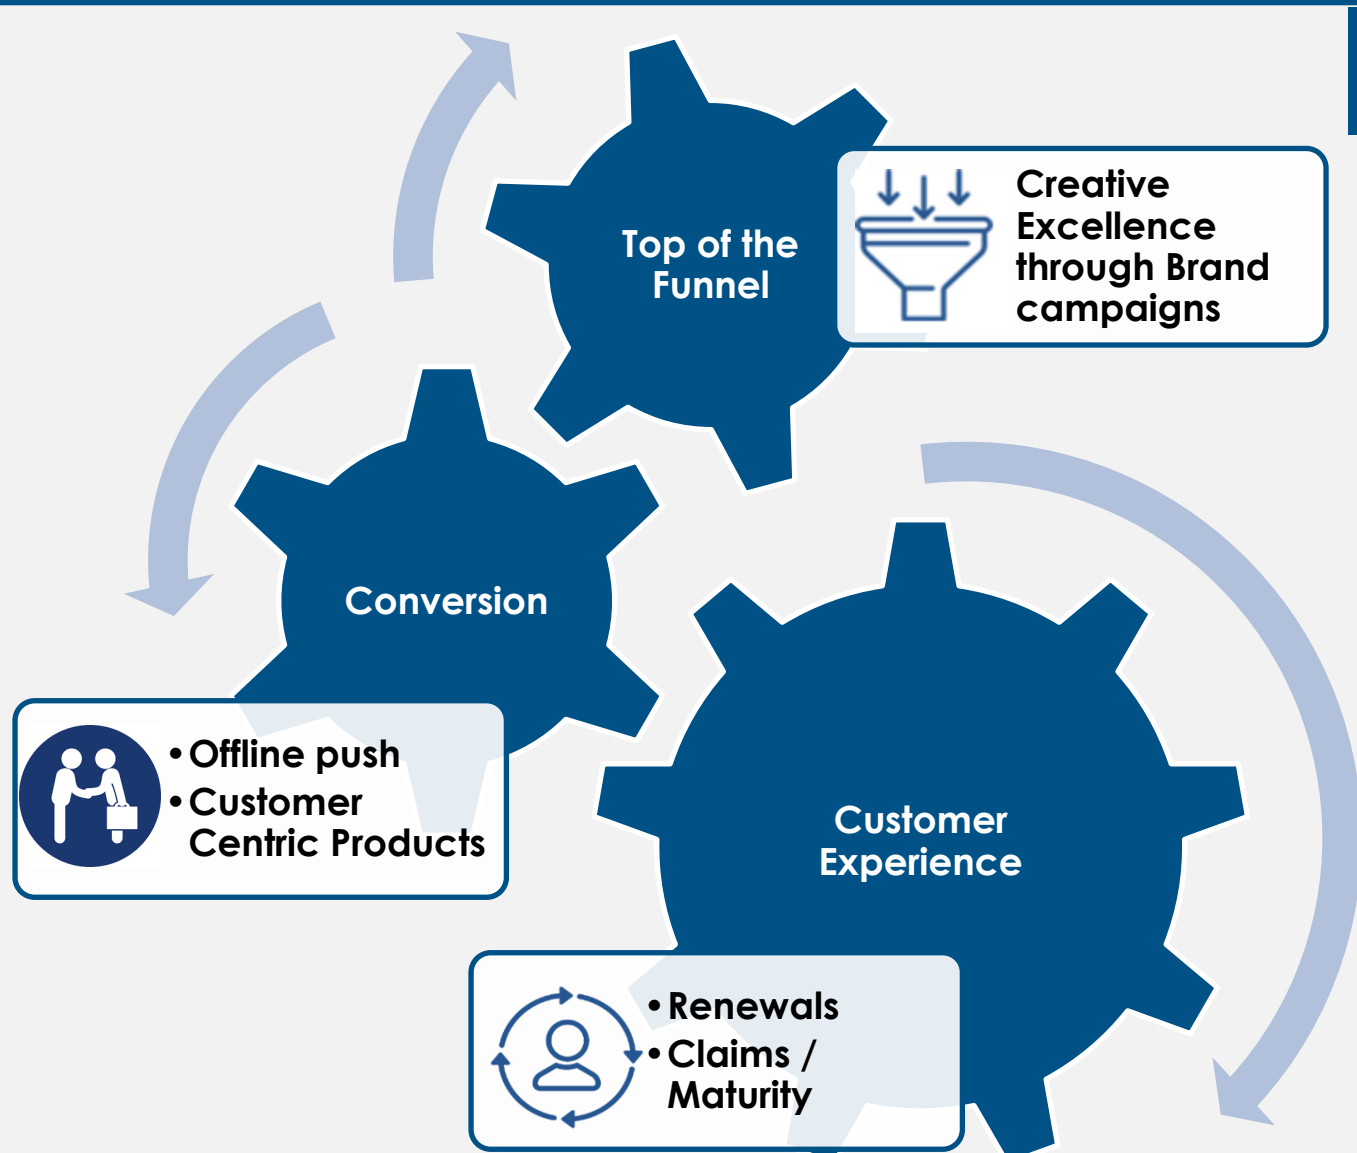 Top of the
Funnel
Creative
Excellence
through Brand
campaigns
Conversion
•Offline push
•Customer
Centric Products
Customer
Experience
•Renewals
•Claims /
Maturity